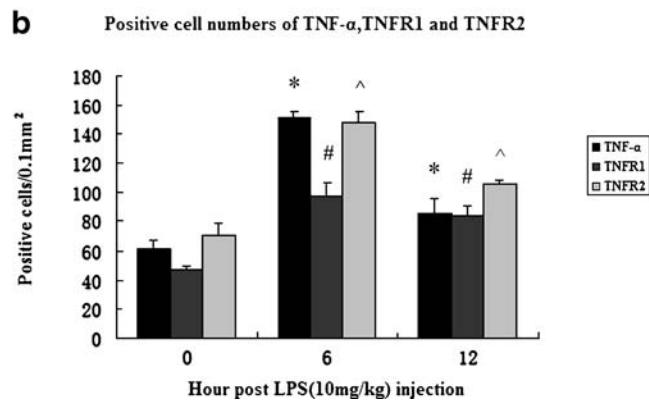 b
Positive cell numbers of TNF-α,TNFR1 and TNFR2
Positive cells/0.1mm²
180
160
140
120
100
80
60
40
20
0
* # ^
* # ^
0 6 12
Hour post LPS(10mg/kg) injection
TNF-α
TNFR1
TNFR2